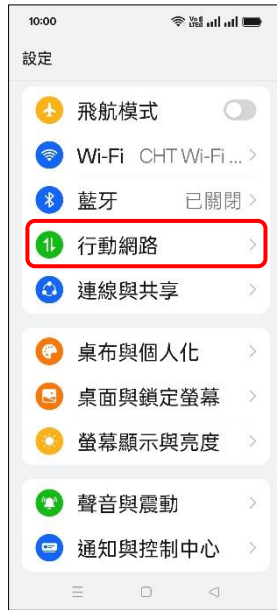 10:00
設定
飛航模式
Wi-Fi CHT Wi-Fi ...
藍牙 已關閉
行動網路
連線與共享
桌布與個人化
桌面與鎖定螢幕
螢幕顯示與亮度
聲音與震動
通知與控制中心